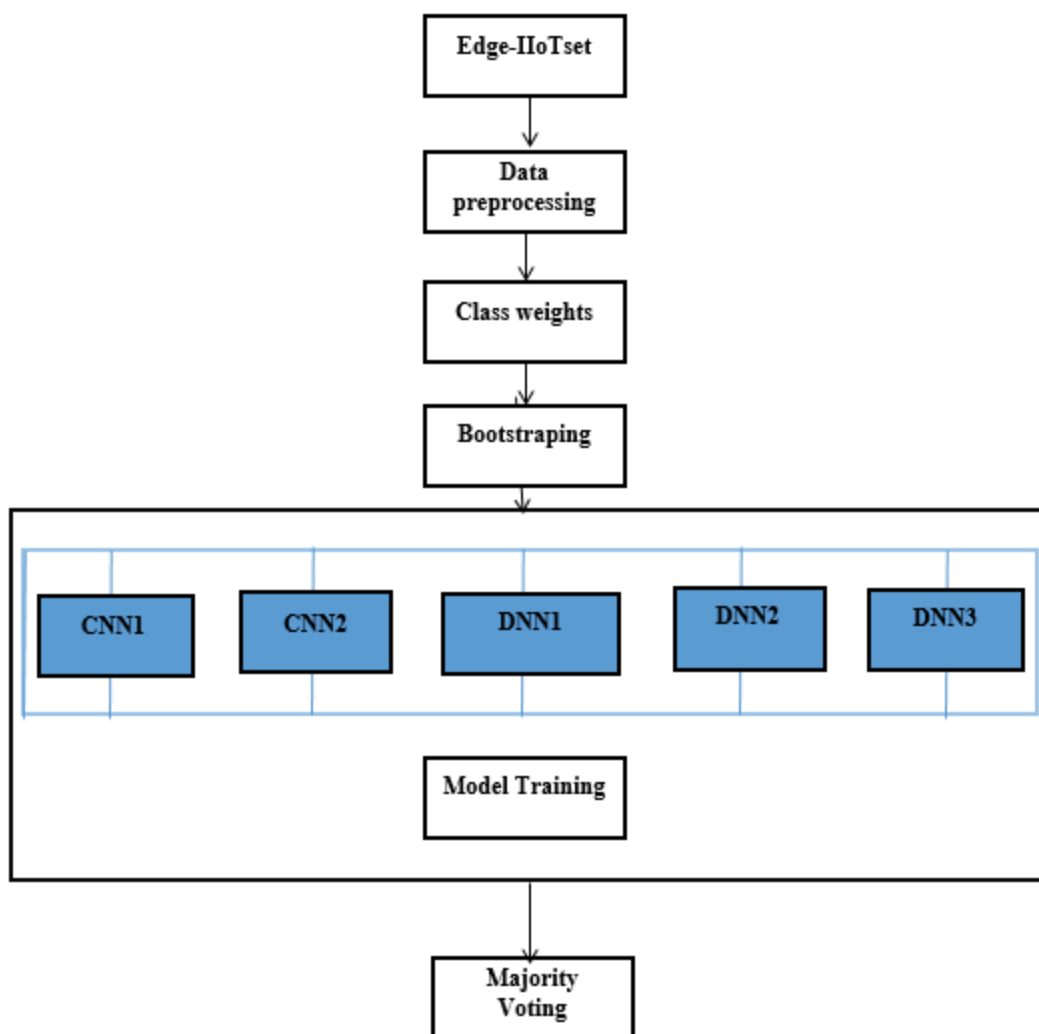 Edge-IIoTset
Data
preprocessing
Class weights
Bootstraping
CNN1
CNN2
DNN1
DNN2
DNN3
Model Training
Majority
Voting